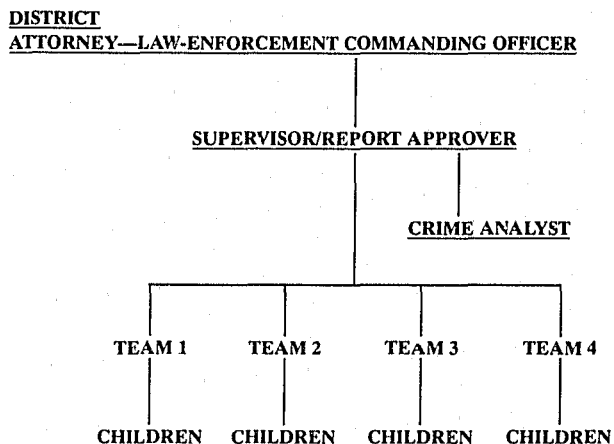 DISTRICT
ATTORNEY—LAW-ENFORCEMENT COMMANDING OFFICER
SUPERVISOR/REPORT APPROVER
CRIME ANALYST
TEAM 1 TEAM 2 TEAM 3 TEAM 4
CHILDREN CHILDREN CHILDREN CHILDREN